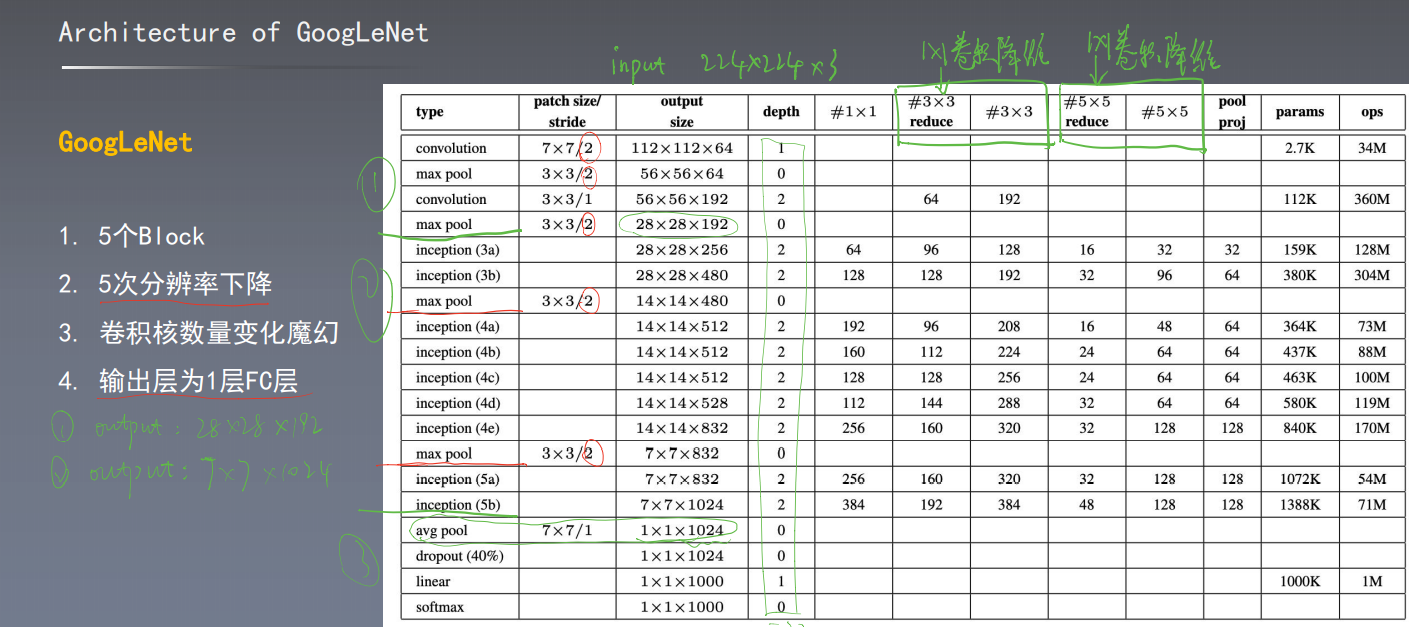 Architecture of GoogLeNet
input 224×224×3
1×1卷积降维
1×1卷积降维
GoogLeNet
1. 5个Block
2. 5次分辨率下降
3. 卷积核数量变化魔幻
4. 输出层为1层FC层
① output: 28×28×192
② output: 7×7×1024
①
②
③
type patch size/stride output size depth #1×1 #3×3 reduce #3×3 #5×5 reduce #5×5 pool proj params ops
convolution 7×7/2 112×112×64 1 2.7K 34M
max pool 3×3/2 56×56×64 0
convolution 3×3/1 56×56×192 2 64 192 112K 360M
max pool 3×3/2 28×28×192 0
inception (3a) 28×28×256 2 64 96 128 16 32 32 159K 128M
inception (3b) 28×28×480 2 128 128 192 32 96 64 380K 304M
max pool 3×3/2 14×14×480 0
inception (4a) 14×14×512 2 192 96 208 16 48 64 364K 73M
inception (4b) 14×14×512 2 160 112 224 24 64 64 437K 88M
inception (4c) 14×14×512 2 128 128 256 24 64 64 463K 100M
inception (4d) 14×14×528 2 112 144 288 32 64 64 580K 119M
inception (4e) 14×14×832 2 256 160 320 32 128 128 840K 170M
max pool 3×3/2 7×7×832 0
inception (5a) 7×7×832 2 256 160 320 32 128 128 1072K 54M
inception (5b) 7×7×1024 2 384 192 384 48 128 128 1388K 71M
avg pool 7×7/1 1×1×1024 0
dropout (40%) 1×1×1024 0
linear 1×1×1000 1 1000K 1M
softmax 1×1×1000 0